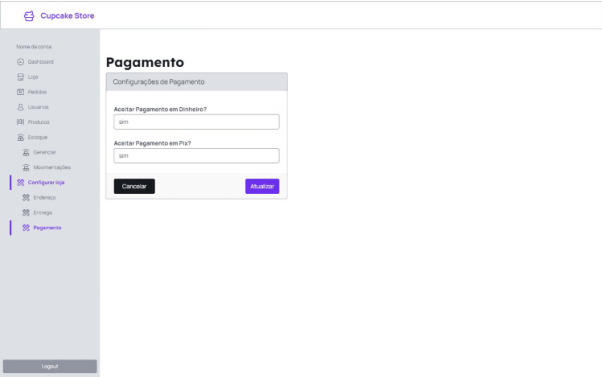 Cupcake Store
Nome da conta
Dashboard
Loja
Pedidos
Usuarios
Produtos
Estoque
Gerenciar
Movimentações
Configurar loja
Endereço
Entrega
Pagamento
Logout
Pagamento
Configurações de Pagamento
Aceitar Pagamento em Dinheiro?
sim
Aceitar Pagamento em Pix?
sim
Cancelar
Atualizar